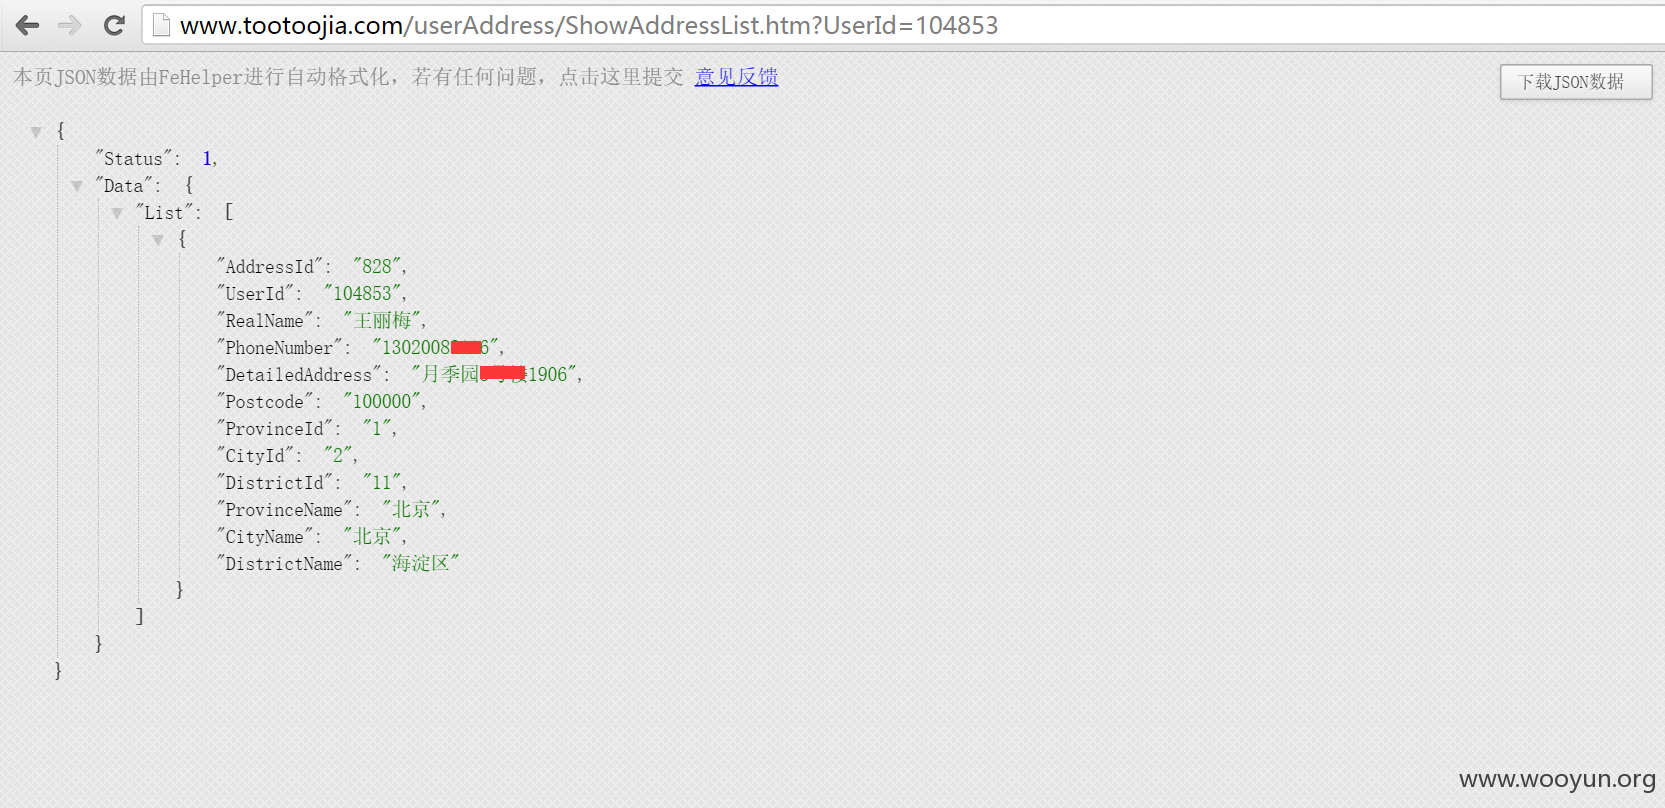 www.tootoojia.com/userAddress/ShowAddressList.htm?UserId=104853
本页JSON数据由FeHelper进行自动格式化，若有任何问题，点击这里提交 意见反馈
下载JSON数据
{
"Status": 1,
"Data": {
"List": [
{
"AddressId": "828",
"UserId": "104853",
"RealName": "王丽梅",
"PhoneNumber": "1302008 6",
"DetailedAddress": "月季园 1906",
"Postcode": "100000",
"ProvinceId": "1",
"CityId": "2",
"DistrictId": "11",
"ProvinceName": "北京",
"CityName": "北京",
"DistrictName": "海淀区"
}
]
}
}
www.wooyun.org